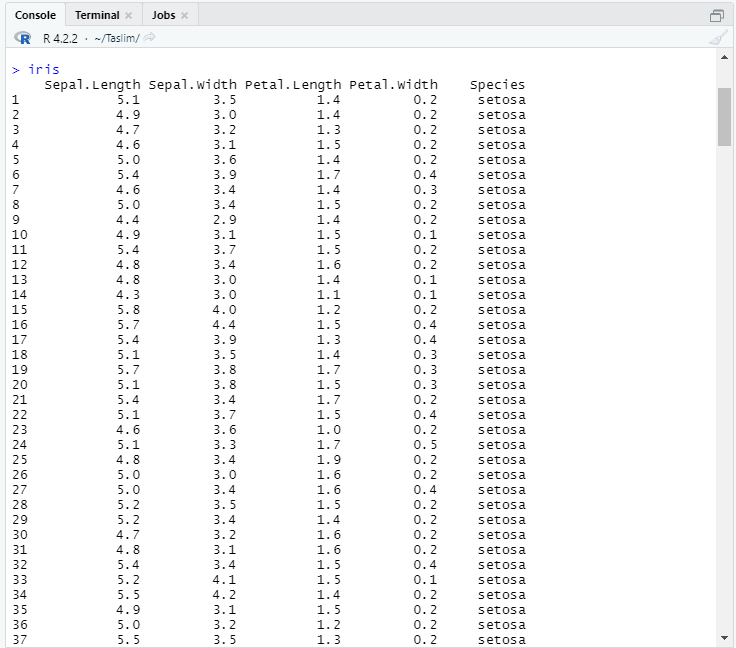 Console Terminal Jobs
R 4.2.2 · ~/Taslim/
> iris
Sepal.Length Sepal.Width Petal.Length Petal.Width Species
1 5.1 3.5 1.4 0.2 setosa
2 4.9 3.0 1.4 0.2 setosa
3 4.7 3.2 1.3 0.2 setosa
4 4.6 3.1 1.5 0.2 setosa
5 5.0 3.6 1.4 0.2 setosa
6 5.4 3.9 1.7 0.4 setosa
7 4.6 3.4 1.4 0.3 setosa
8 5.0 3.4 1.5 0.2 setosa
9 4.4 2.9 1.4 0.2 setosa
10 4.9 3.1 1.5 0.1 setosa
11 5.4 3.7 1.5 0.2 setosa
12 4.8 3.4 1.6 0.2 setosa
13 4.8 3.0 1.4 0.1 setosa
14 4.3 3.0 1.1 0.1 setosa
15 5.8 4.0 1.2 0.2 setosa
16 5.7 4.4 1.5 0.4 setosa
17 5.4 3.9 1.3 0.4 setosa
18 5.1 3.5 1.4 0.3 setosa
19 5.7 3.8 1.7 0.3 setosa
20 5.1 3.8 1.5 0.3 setosa
21 5.4 3.4 1.7 0.2 setosa
22 5.1 3.7 1.5 0.4 setosa
23 4.6 3.6 1.0 0.2 setosa
24 5.1 3.3 1.7 0.5 setosa
25 4.8 3.4 1.9 0.2 setosa
26 5.0 3.0 1.6 0.2 setosa
27 5.0 3.4 1.6 0.4 setosa
28 5.2 3.5 1.5 0.2 setosa
29 5.2 3.4 1.4 0.2 setosa
30 4.7 3.2 1.6 0.2 setosa
31 4.8 3.1 1.6 0.2 setosa
32 5.4 3.4 1.5 0.4 setosa
33 5.2 4.1 1.5 0.1 setosa
34 5.5 4.2 1.4 0.2 setosa
35 4.9 3.1 1.5 0.2 setosa
36 5.0 3.2 1.2 0.2 setosa
37 5.5 3.5 1.3 0.2 setosa